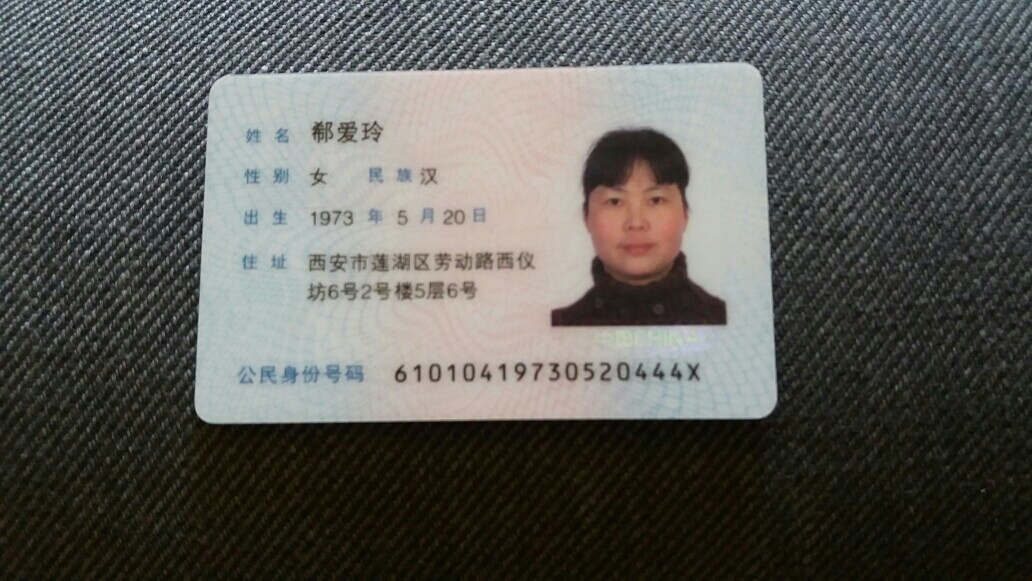 姓名 郗爱玲
性别 女 民族 汉
出生 1973 年 5 月 20 日
住址 西安市莲湖区劳动路西仪
坊6号2号楼5层6号
公民身份号码 61010419730520444X